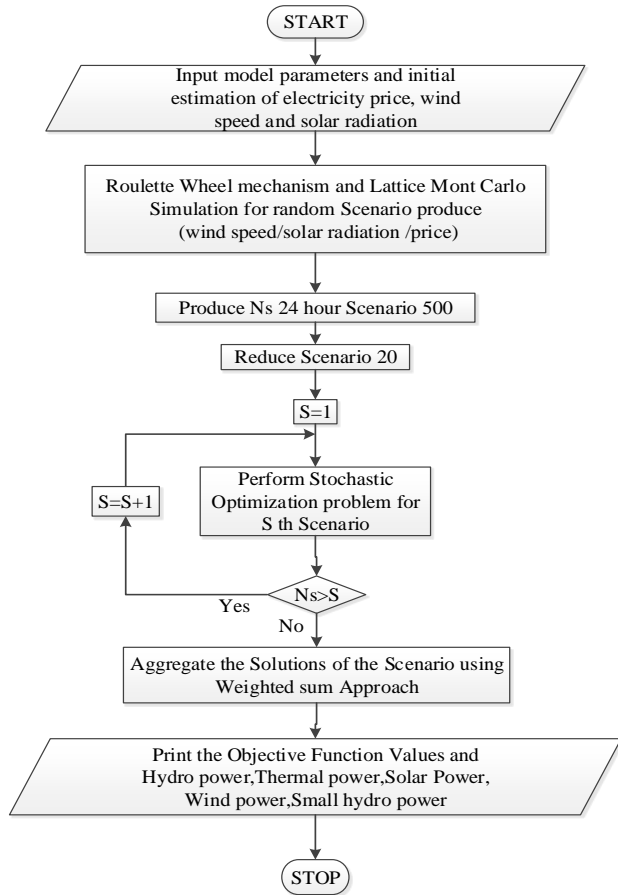 START
Input model parameters and initial
estimation of electricity price, wind
speed and solar radiation
Roulette Wheel mechanism and Lattice Mont Carlo
Simulation for random Scenario produce
(wind speed/solar radiation /price)
Produce Ns 24 hour Scenario 500
Reduce Scenario 20
S=1
Perform Stochastic
Optimization problem for
S th Scenario
S=S+1
Ns>S
Yes
No
Aggregate the Solutions of the Scenario using
Weighted sum Approach
Print the Objective Function Values and
Hydro power,Thermal power,Solar Power,
Wind power,Small hydro power
STOP